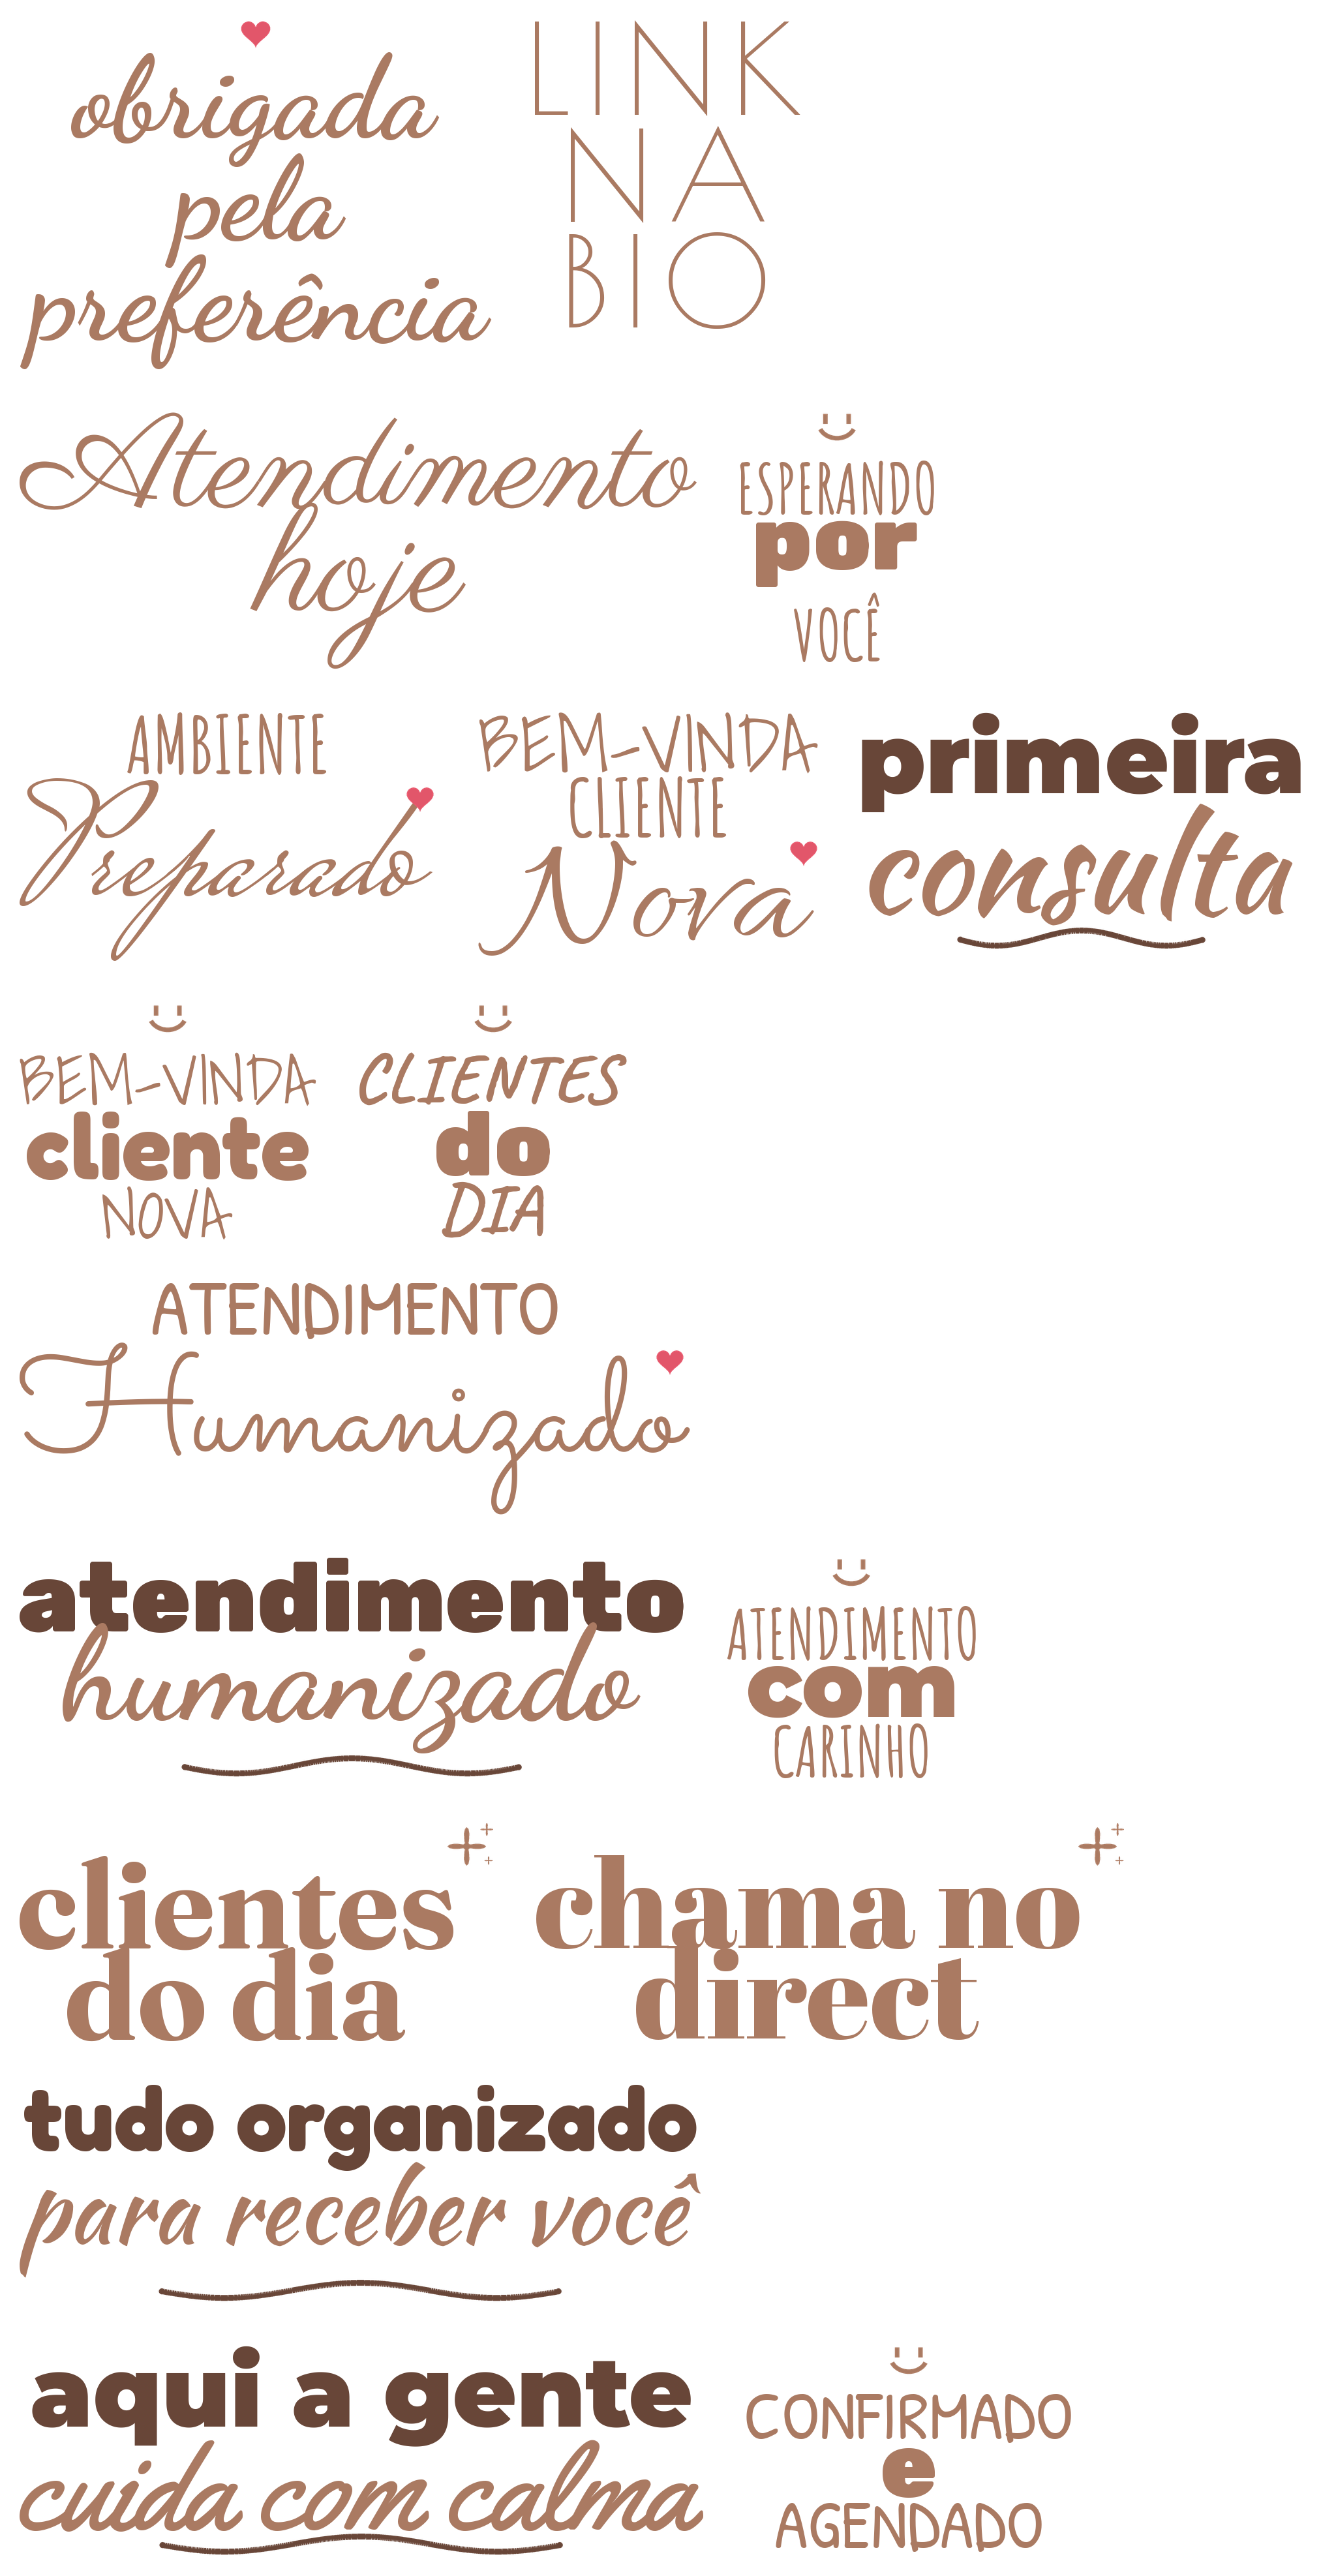 obrigada
pela
preferência
LINK
NA
BIO
Atendimento
hoje
ESPERANDO
por
VOCÊ
AMBIENTE
Preparado
BEM-VINDA
CLIENTE
Nova
primeira
consulta
BEM-VINDA
cliente
NOVA
CLIENTES
do
DIA
ATENDIMENTO
Humanizado
atendimento
humanizado
ATENDIMENTO
com
CARINHO
clientes
do dia
chama no
direct
tudo organizado
para receber você
aqui a gente
cuida com calma
CONFIRMADO
e
AGENDADO